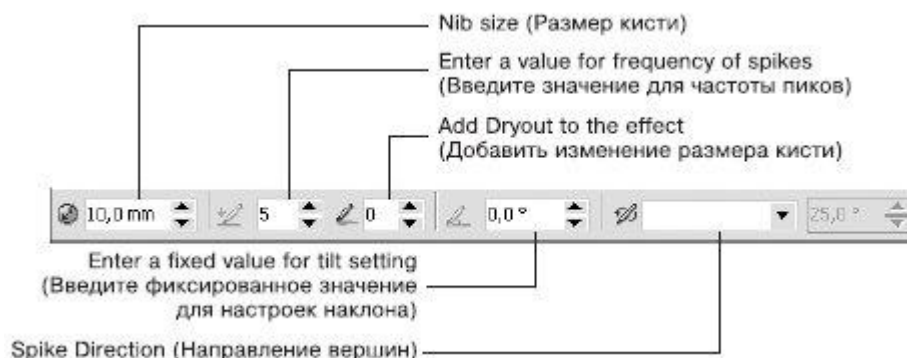 Nib size (Размер кисти)
Enter a value for frequency of spikes
(Введите значение для частоты пиков)
Add Dryout to the effect
(Добавить изменение размера кисти)
10,0 mm 5 0 0,0 ° 25,0 °
Enter a fixed value for tilt setting
(Введите фиксированное значение
для настроек наклона)
Spike Direction (Направление вершин)